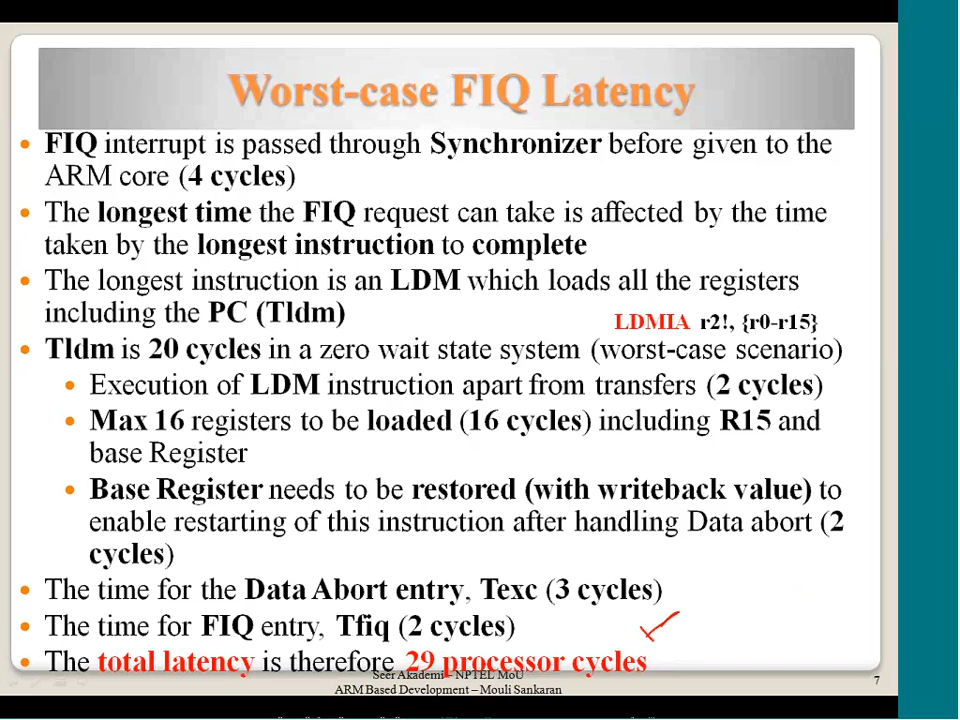 Worst-case FIQ Latency
FIQ interrupt is passed through Synchronizer before given to the
ARM core (4 cycles)
The longest time the FIQ request can take is affected by the time
taken by the longest instruction to complete
The longest instruction is an LDM which loads all the registers
including the PC (Tldm)
LDMIA r2!, {r0-r15}
Tldm is 20 cycles in a zero wait state system (worst-case scenario)
Execution of LDM instruction apart from transfers (2 cycles)
Max 16 registers to be loaded (16 cycles) including R15 and
base Register
Base Register needs to be restored (with writeback value) to
enable restarting of this instruction after handling Data abort (2
cycles)
The time for the Data Abort entry, Texc (3 cycles)
The time for FIQ entry, Tfiq (2 cycles)
The total latency is therefore 29 processor cycles
Seer Akademi – NPTEL MoU
ARM Based Development – Mouli Sankaran
7